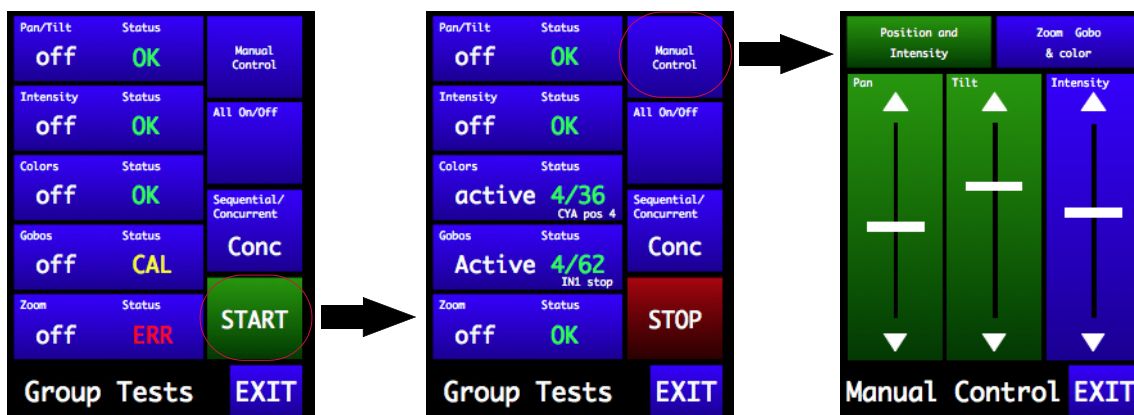 Pan/Tilt Status
off OK
Manual
Control
Intensity Status
off OK
All On/Off
Colors Status
off OK
Sequential/
Concurrent
Conc
Gobos Status
off CAL
Zoom Status
off ERR
START
Group Tests EXIT
Pan/Tilt Status
off OK
Manual
Control
Intensity Status
off OK
All On/Off
Colors Status
active 4/36
CYA pos 4
Sequential/
Concurrent
Conc
Gobos Status
Active 4/62
IN1 stop
Zoom Status
off OK
STOP
Group Tests EXIT
Position and
Intensity
Zoom Gobo
& color
Pan Tilt Intensity
Manual Control EXIT